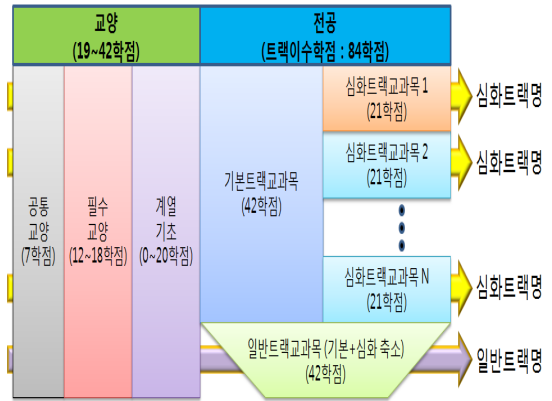 교양
(19~42학점)
전공
(트랙이수학점 : 84학점)
공통
교양
(7학점)
필수
교양
(12~18학점)
계열
기초
(0~20학점)
기본트랙교과목
(42학점)
심화트랙교과목 1
(21학점)
심화트랙명
심화트랙교과목 2
(21학점)
심화트랙명
심화트랙교과목 N
(21학점)
심화트랙명
일반트랙교과목 (기본+심화 축소)
(42학점)
일반트랙명